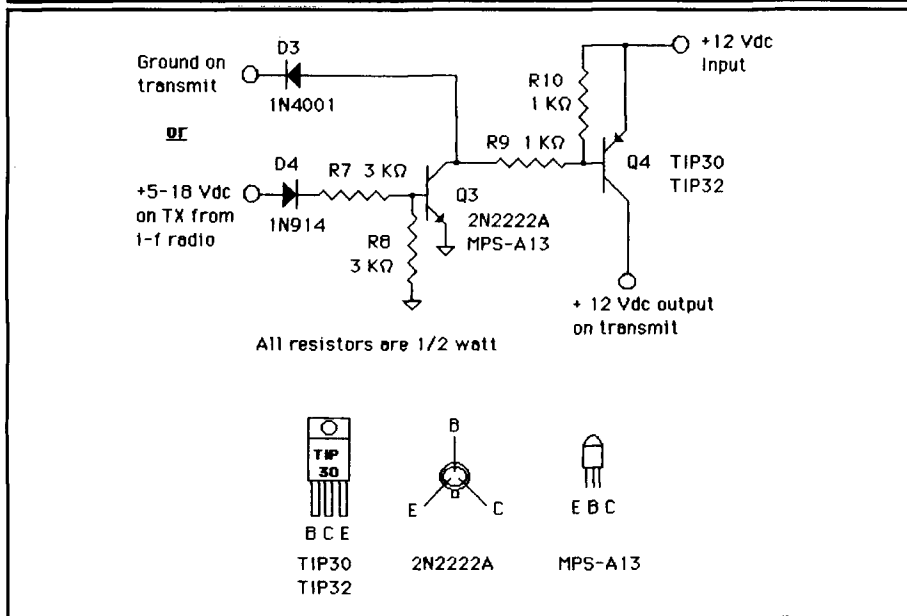 D3
Ground on
transmit
1N4001
or
D4
+5-18 Vdc
on TX from
i-f radio
1N914
R7 3 KΩ
R8
3 KΩ
Q3
2N2222A
MPS-A13
R9 1 KΩ
R10
1 KΩ
+12 Vdc
Input
Q4 TIP30
TIP32
+ 12 Vdc output
on transmit
All resistors are 1/2 watt
TIP
30
B C E
TIP30
TIP32
B
E
C
2N2222A
E B C
MPS-A13